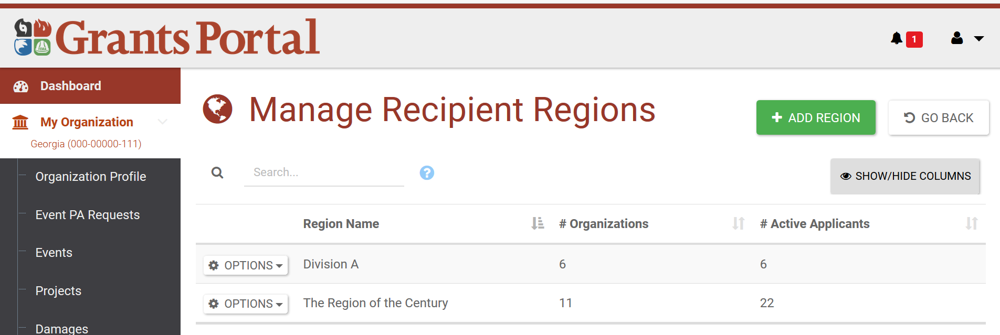 FEMA
Grants Portal
1
Dashboard
My Organization
Georgia (000-00000-111)
Organization Profile
Event PA Requests
Events
Projects
Damages
Manage Recipient Regions
ADD REGION
GO BACK
Search...
?
SHOW/HIDE COLUMNS
Region Name # Organizations # Active Applicants
OPTIONS Division A 6 6
OPTIONS The Region of the Century 11 22